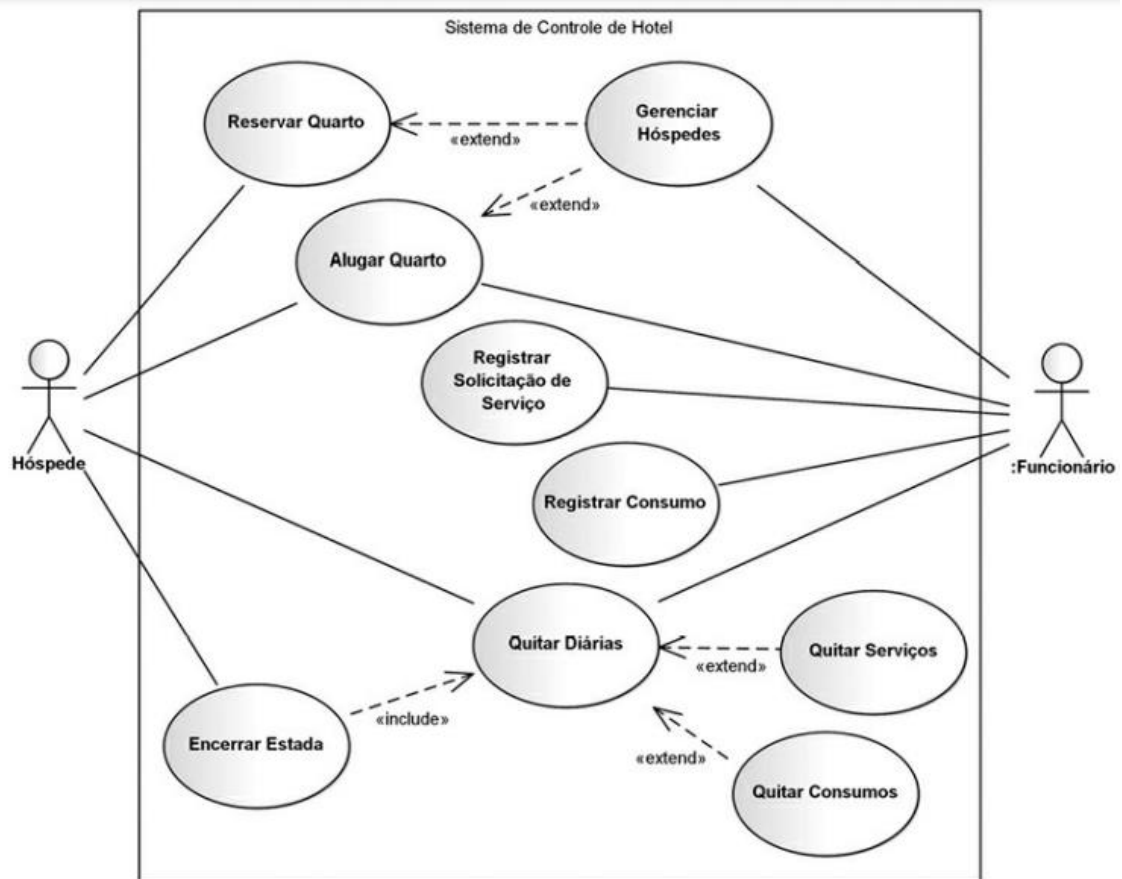 Sistema de Controle de Hotel
Reservar Quarto
«extend»
Gerenciar
Hóspedes
«extend»
Alugar Quarto
Registrar
Solicitação de
Serviço
Hóspede
:Funcionário
Registrar Consumo
Quitar Diárias
«extend»
Quitar Serviços
«include»
Encerrar Estada
«extend»
Quitar Consumos